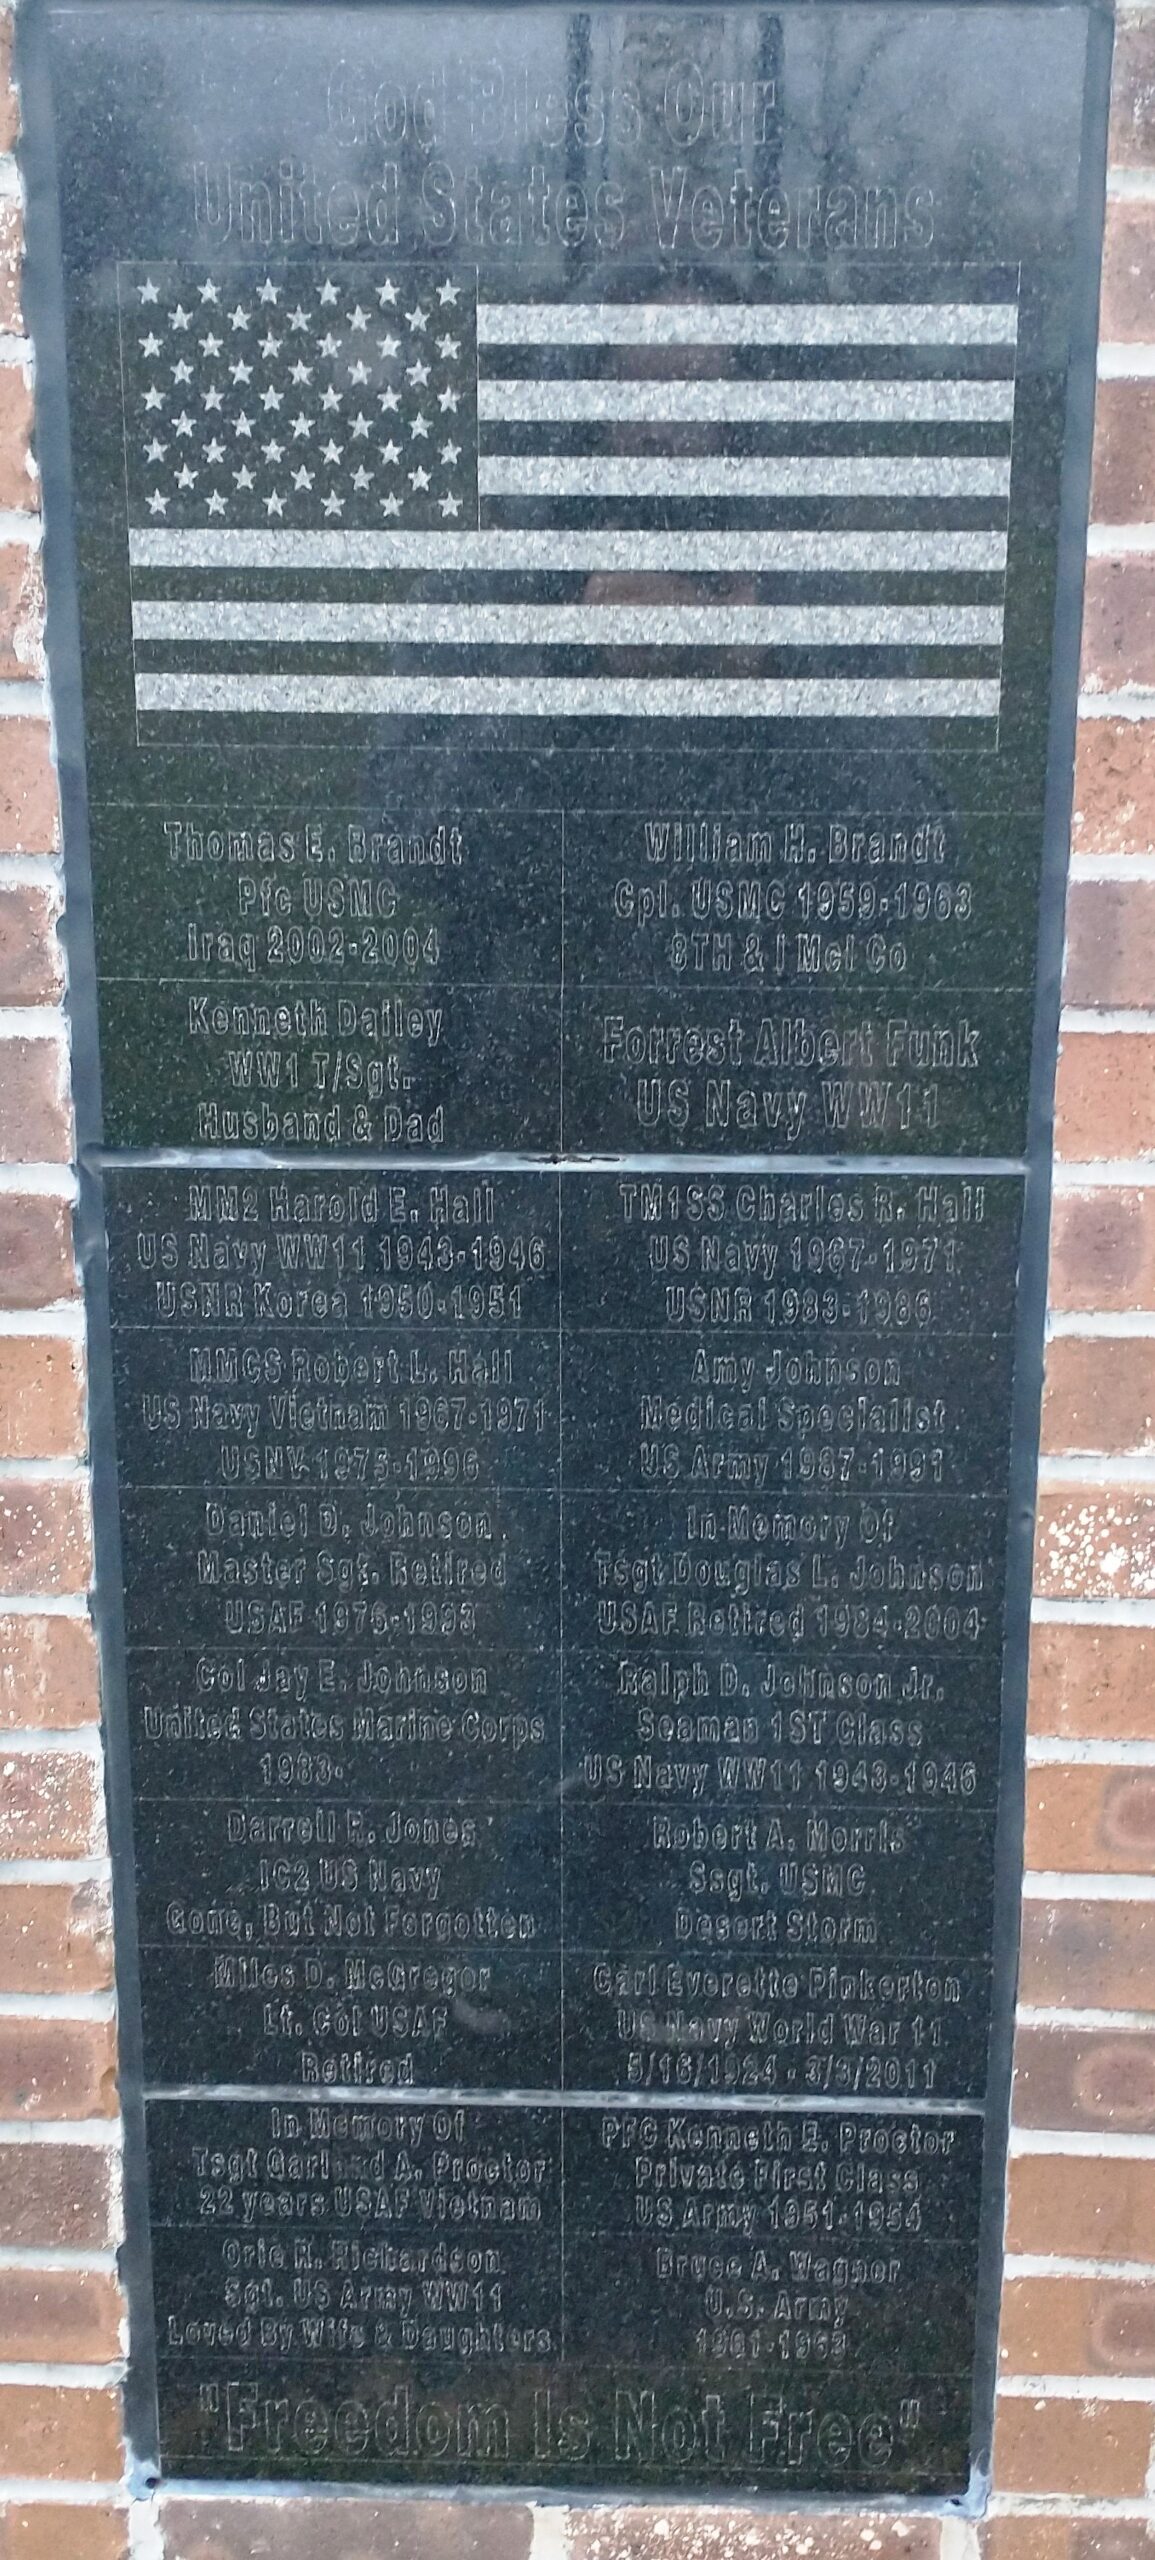 God Bless Our
United States Veterans
Thomas E. Brandt
Pfc USMC
Iraq 2002-2004
William H. Brandt
Cpl. USMC 1959-1963
8TH & I MCI Co
Kenneth Dailey
WW1 T/Sgt.
Husband & Dad
Forrest Albert Funk
US Navy WW11
MM2 Harold E. Hall
US Navy WW11 1943-1946
USNR Korea 1950-1951
TM1SS Charles R. Hall
US Navy 1967-1971
USNR 1983-1986
MMCS Robert L. Hall
US Navy Vietnam 1967-1971
1975-1996
Amy Johnson
Medical Specialist
US Army 1987-1991
Daniel D. Johnson
Master Sgt. Retired
USAF 1976-1993
In Memory Of
Tsgt Douglas L. Johnson
USAF Retired 1984-2004
Col Jay E. Johnson
United States Marine Corps
1983-
Ralph D. Johnson Jr.
Seaman 1ST Class
US Navy WW11 1943-1946
Darrell R. Jones
IC2 US Navy
Gone, But Not Forgotten
Robert A. Morris
Ssgt. USMC
Desert Storm
Miles D. McGregor
Lt. Col USAF
Retired
Carl Everette Pinkerton
US Navy World War 11
5/16/1924 - 3/3/2011
In Memory Of
Tsgt Garland A. Proctor
22 years USAF Vietnam
PFC Kenneth E. Proctor
Private First Class
US Army 1951-1954
Orie Richardson
Sgt. US Army WW11
Loved By Wife & Daughters
Bruce A. Wagner
U.S. Army
"Freedom Is Not Free"